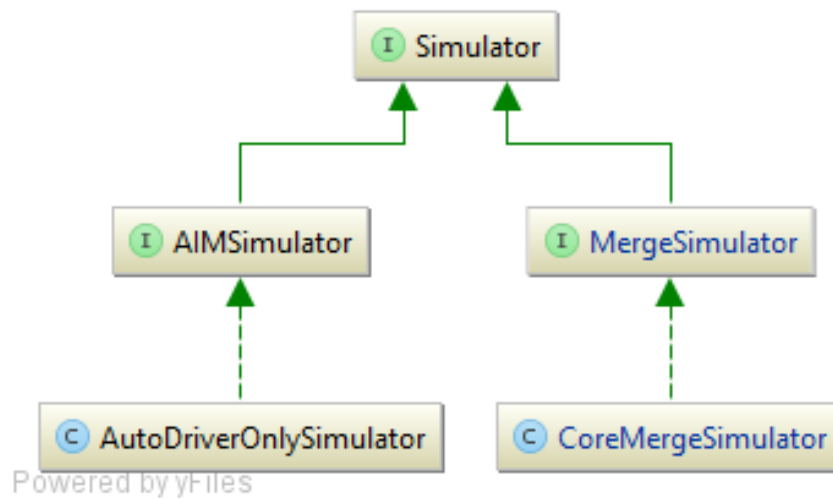 I Simulator
I AIMSimulator
I MergeSimulator
C AutoDriverOnlySimulator
C CoreMergeSimulator
Powered by yFiles